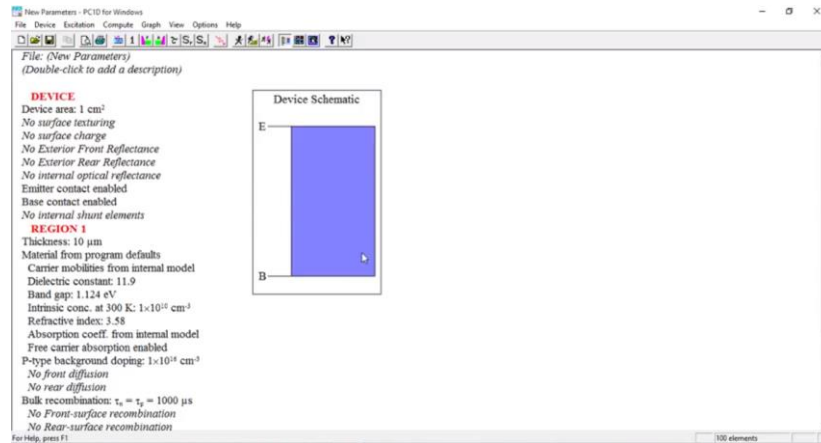 New Parameters - PC1D for Windows
File Device Excitation Compute Graph View Options Help
File: (New Parameters)
(Double-click to add a description)
DEVICE
Device area: 1 cm²
No surface texturing
No surface charge
No Exterior Front Reflectance
No Exterior Rear Reflectance
No internal optical reflectance
Emitter contact enabled
Base contact enabled
No internal shunt elements
REGION 1
Thickness: 10 µm
Material from program defaults
Carrier mobilities from internal model
Dielectric constant: 11.9
Band gap: 1.124 eV
Intrinsic conc. at 300 K: 1×10¹⁰ cm⁻³
Refractive index: 3.58
Absorption coeff. from internal model
Free carrier absorption enabled
P-type background doping: 1×10¹⁶ cm⁻³
No front diffusion
No rear diffusion
Bulk recombination: τₙ = τₚ = 1000 µs
No Front-surface recombination
No Rear-surface recombination
Device Schematic
E
B
For Help, press F1
100 elements